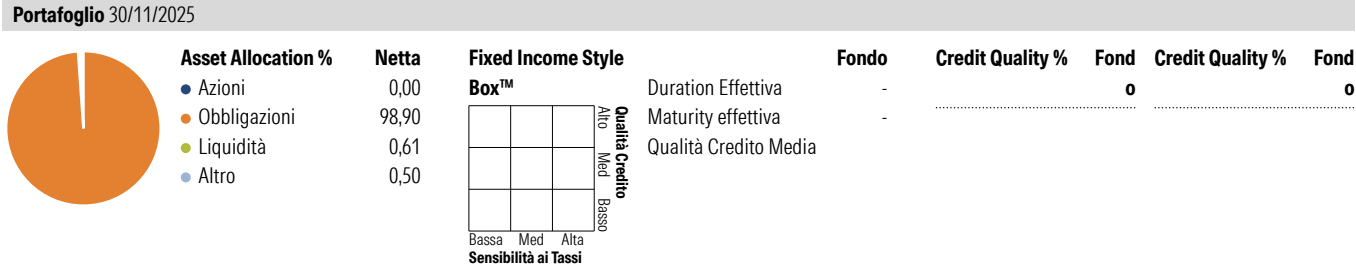 Portafoglio 30/11/2025
Asset Allocation % Netta
Azioni 0,00
Obbligazioni 98,90
Liquidità 0,61
Altro 0,50
Fixed Income Style
Box™
Alto Med Basso
Qualità Credito
Bassa Med Alta
Sensibilità ai Tassi
Fondo
Duration Effettiva -
Maturity effettiva -
Qualità Credito Media
Credit Quality % Fond
o
Credit Quality % Fond
o